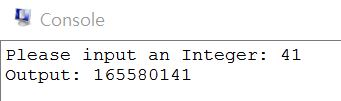 Console
Please input an Integer: 41
Output: 165580141